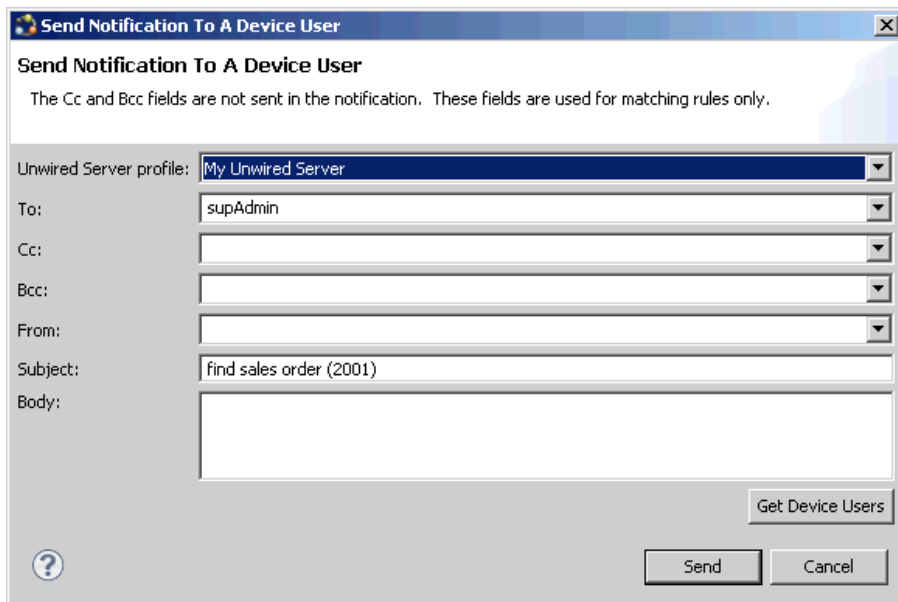 Send Notification To A Device User
Send Notification To A Device User
The Cc and Bcc fields are not sent in the notification. These fields are used for matching rules only.
Unwired Server profile: My Unwired Server
To: supAdmin
Cc:
Bcc:
From:
Subject: find sales order (2001)
Body:
Get Device Users
? Send Cancel